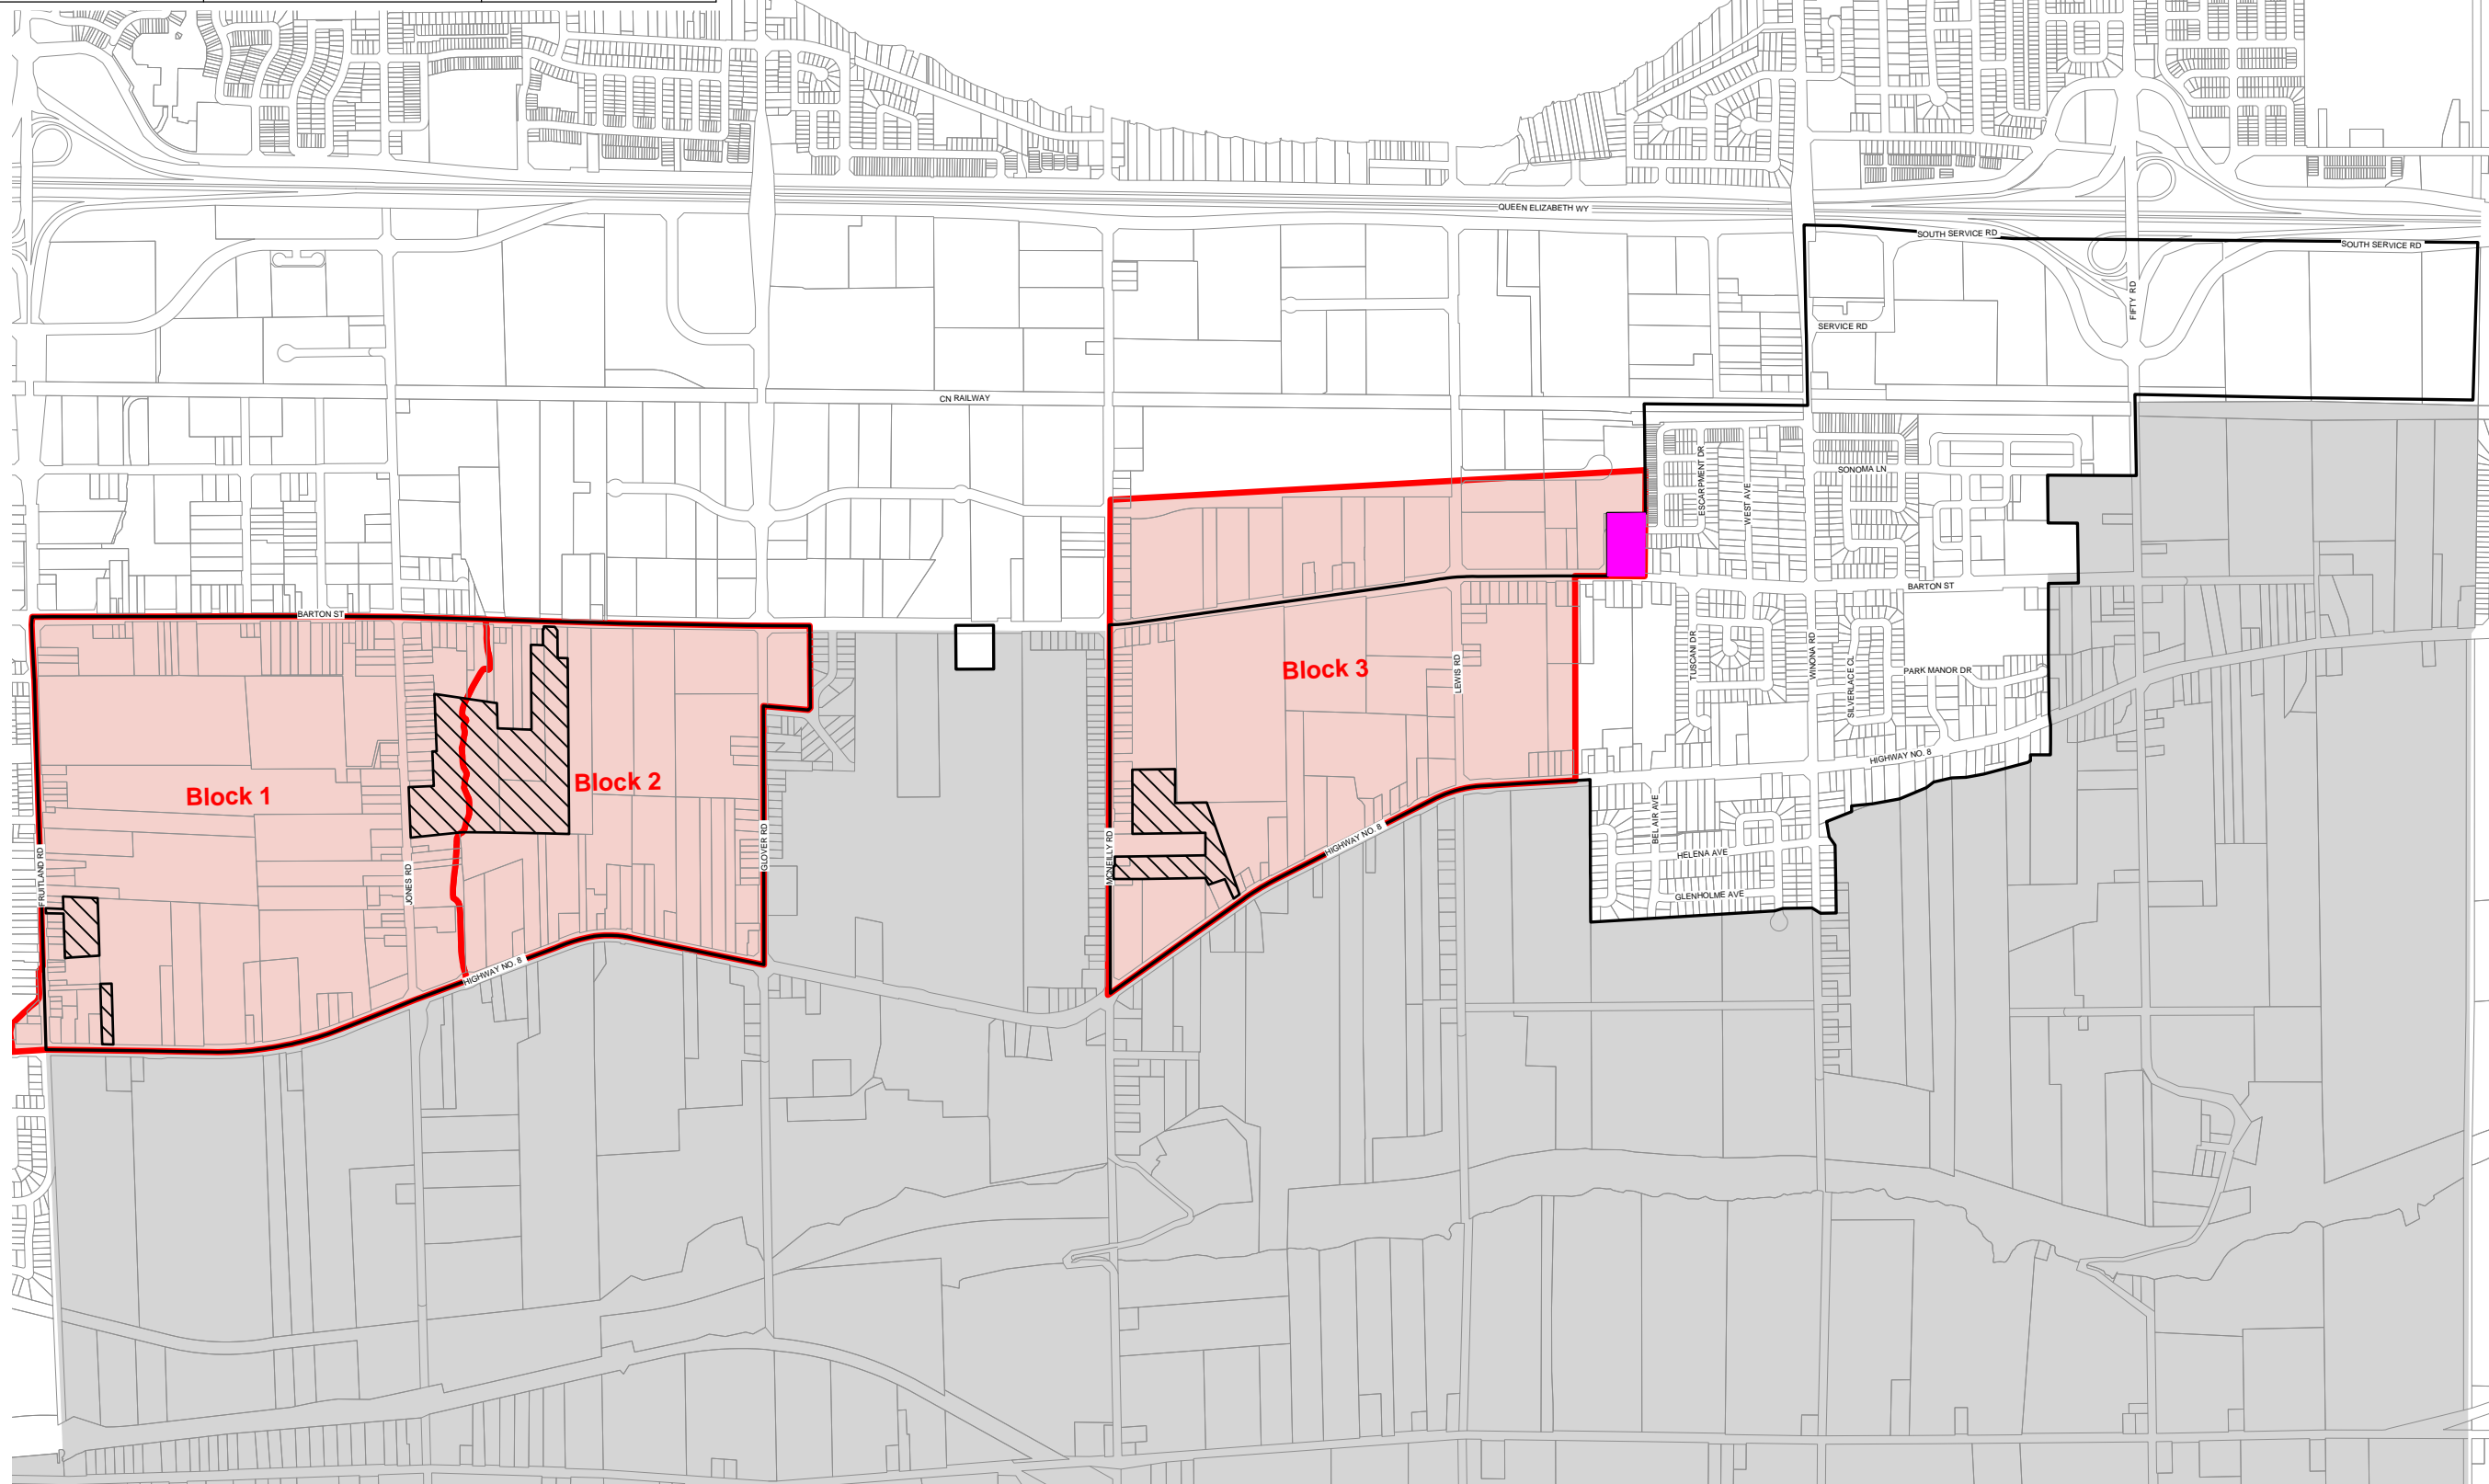 QUEEN ELIZABETH WY
SOUTH SERVICE RD
SOUTH SERVICE RD
FIFTY RD
SERVICE RD
CN RAILWAY
ESCARPMENT DR
WEST AVE
SONOMA LN
BARTON ST
BARTON ST
Block 3
LEWIS RD
TUSCANI DR
WINONA RD
SILVERLACE CL
PARK MANOR DR
HIGHWAY NO. 8
Block 1
Block 2
FRUITLAND RD
JONES RD
GLOVER RD
MCNEILLY RD
HIGHWAY NO. 8
BEL AIR AVE
HELENA AVE
GLENHOLME AVE
HIGHWAY NO. 8